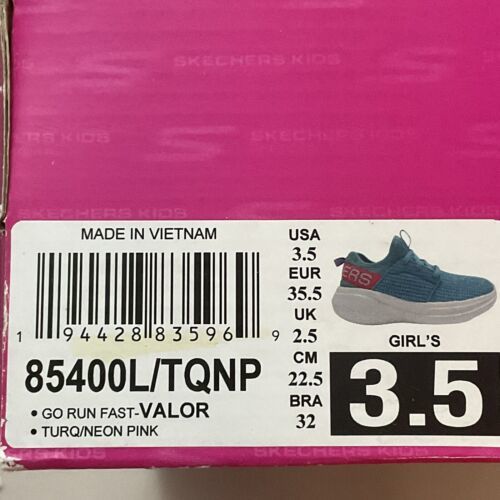 SKECHERS KIDS
SKECHERS KIDS
SKECHERS KIDS
MADE IN VIETNAM
1 94428 83596 9
85400L/TQNP
• GO RUN FAST-VALOR
• TURQ/NEON PINK
USA
3.5
EUR
35.5
UK
2.5
CM
22.5
BRA
32
ERS
GIRL'S
3.5